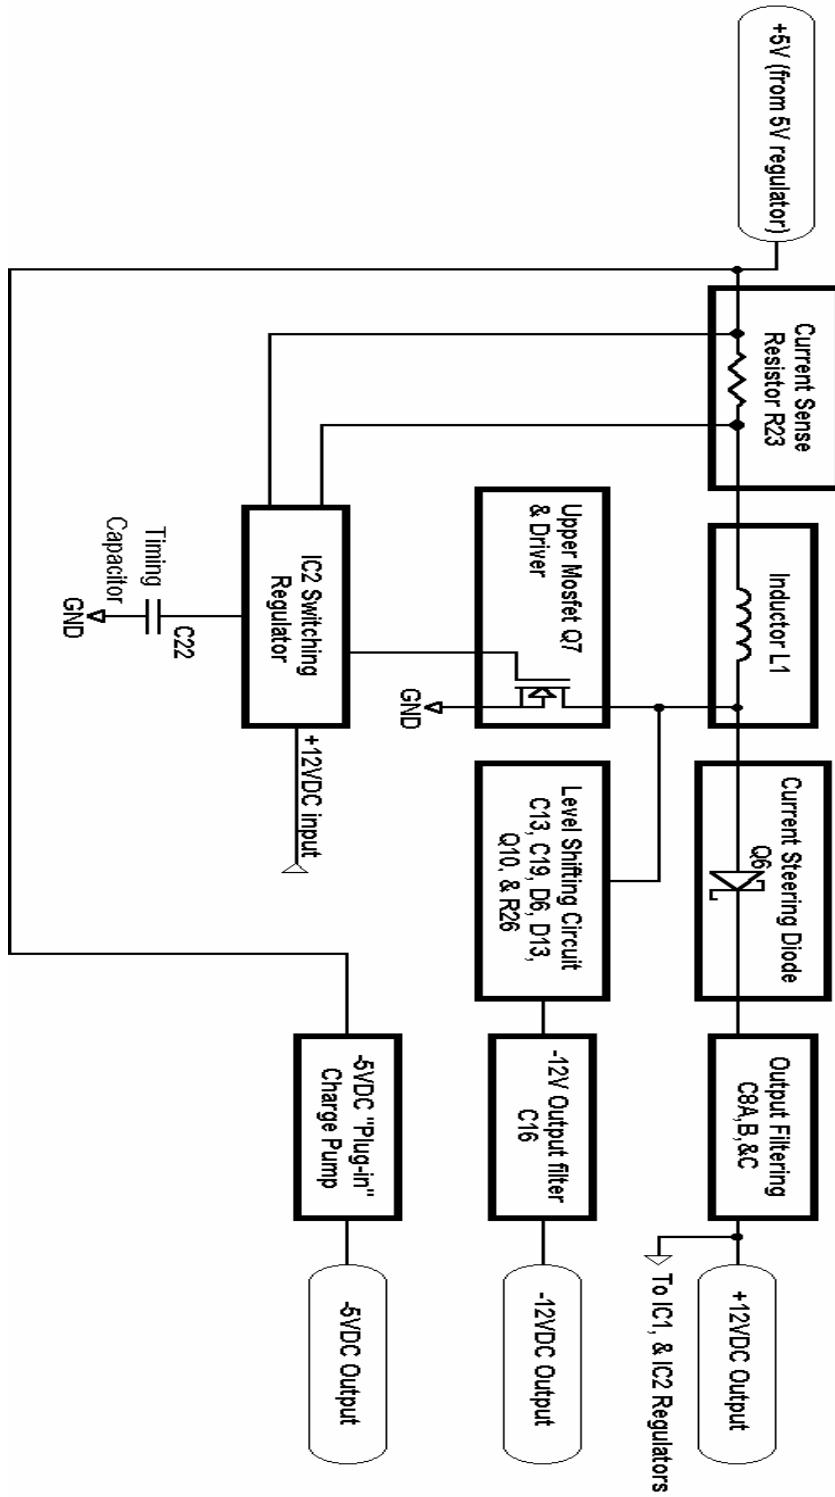 +5V (from 5V regulator)
Current Sense
Resistor R23
Inductor L1
Current Steering Diode
Q6
Output Filtering
C8A,B,&C
+12VDC Output
To IC1, & IC2 Regulators
Upper Mosfet Q7
& Driver
GND
Level Shifting Circuit
C13, C19, D6, D13,
Q10, & R26
-12V Output filter
C16
-12VDC Output
IC2 Switching
Regulator
+12VDC input
C22
Timing
Capacitor
GND
-5VDC "Plug-in"
Charge Pump
-5VDC Output